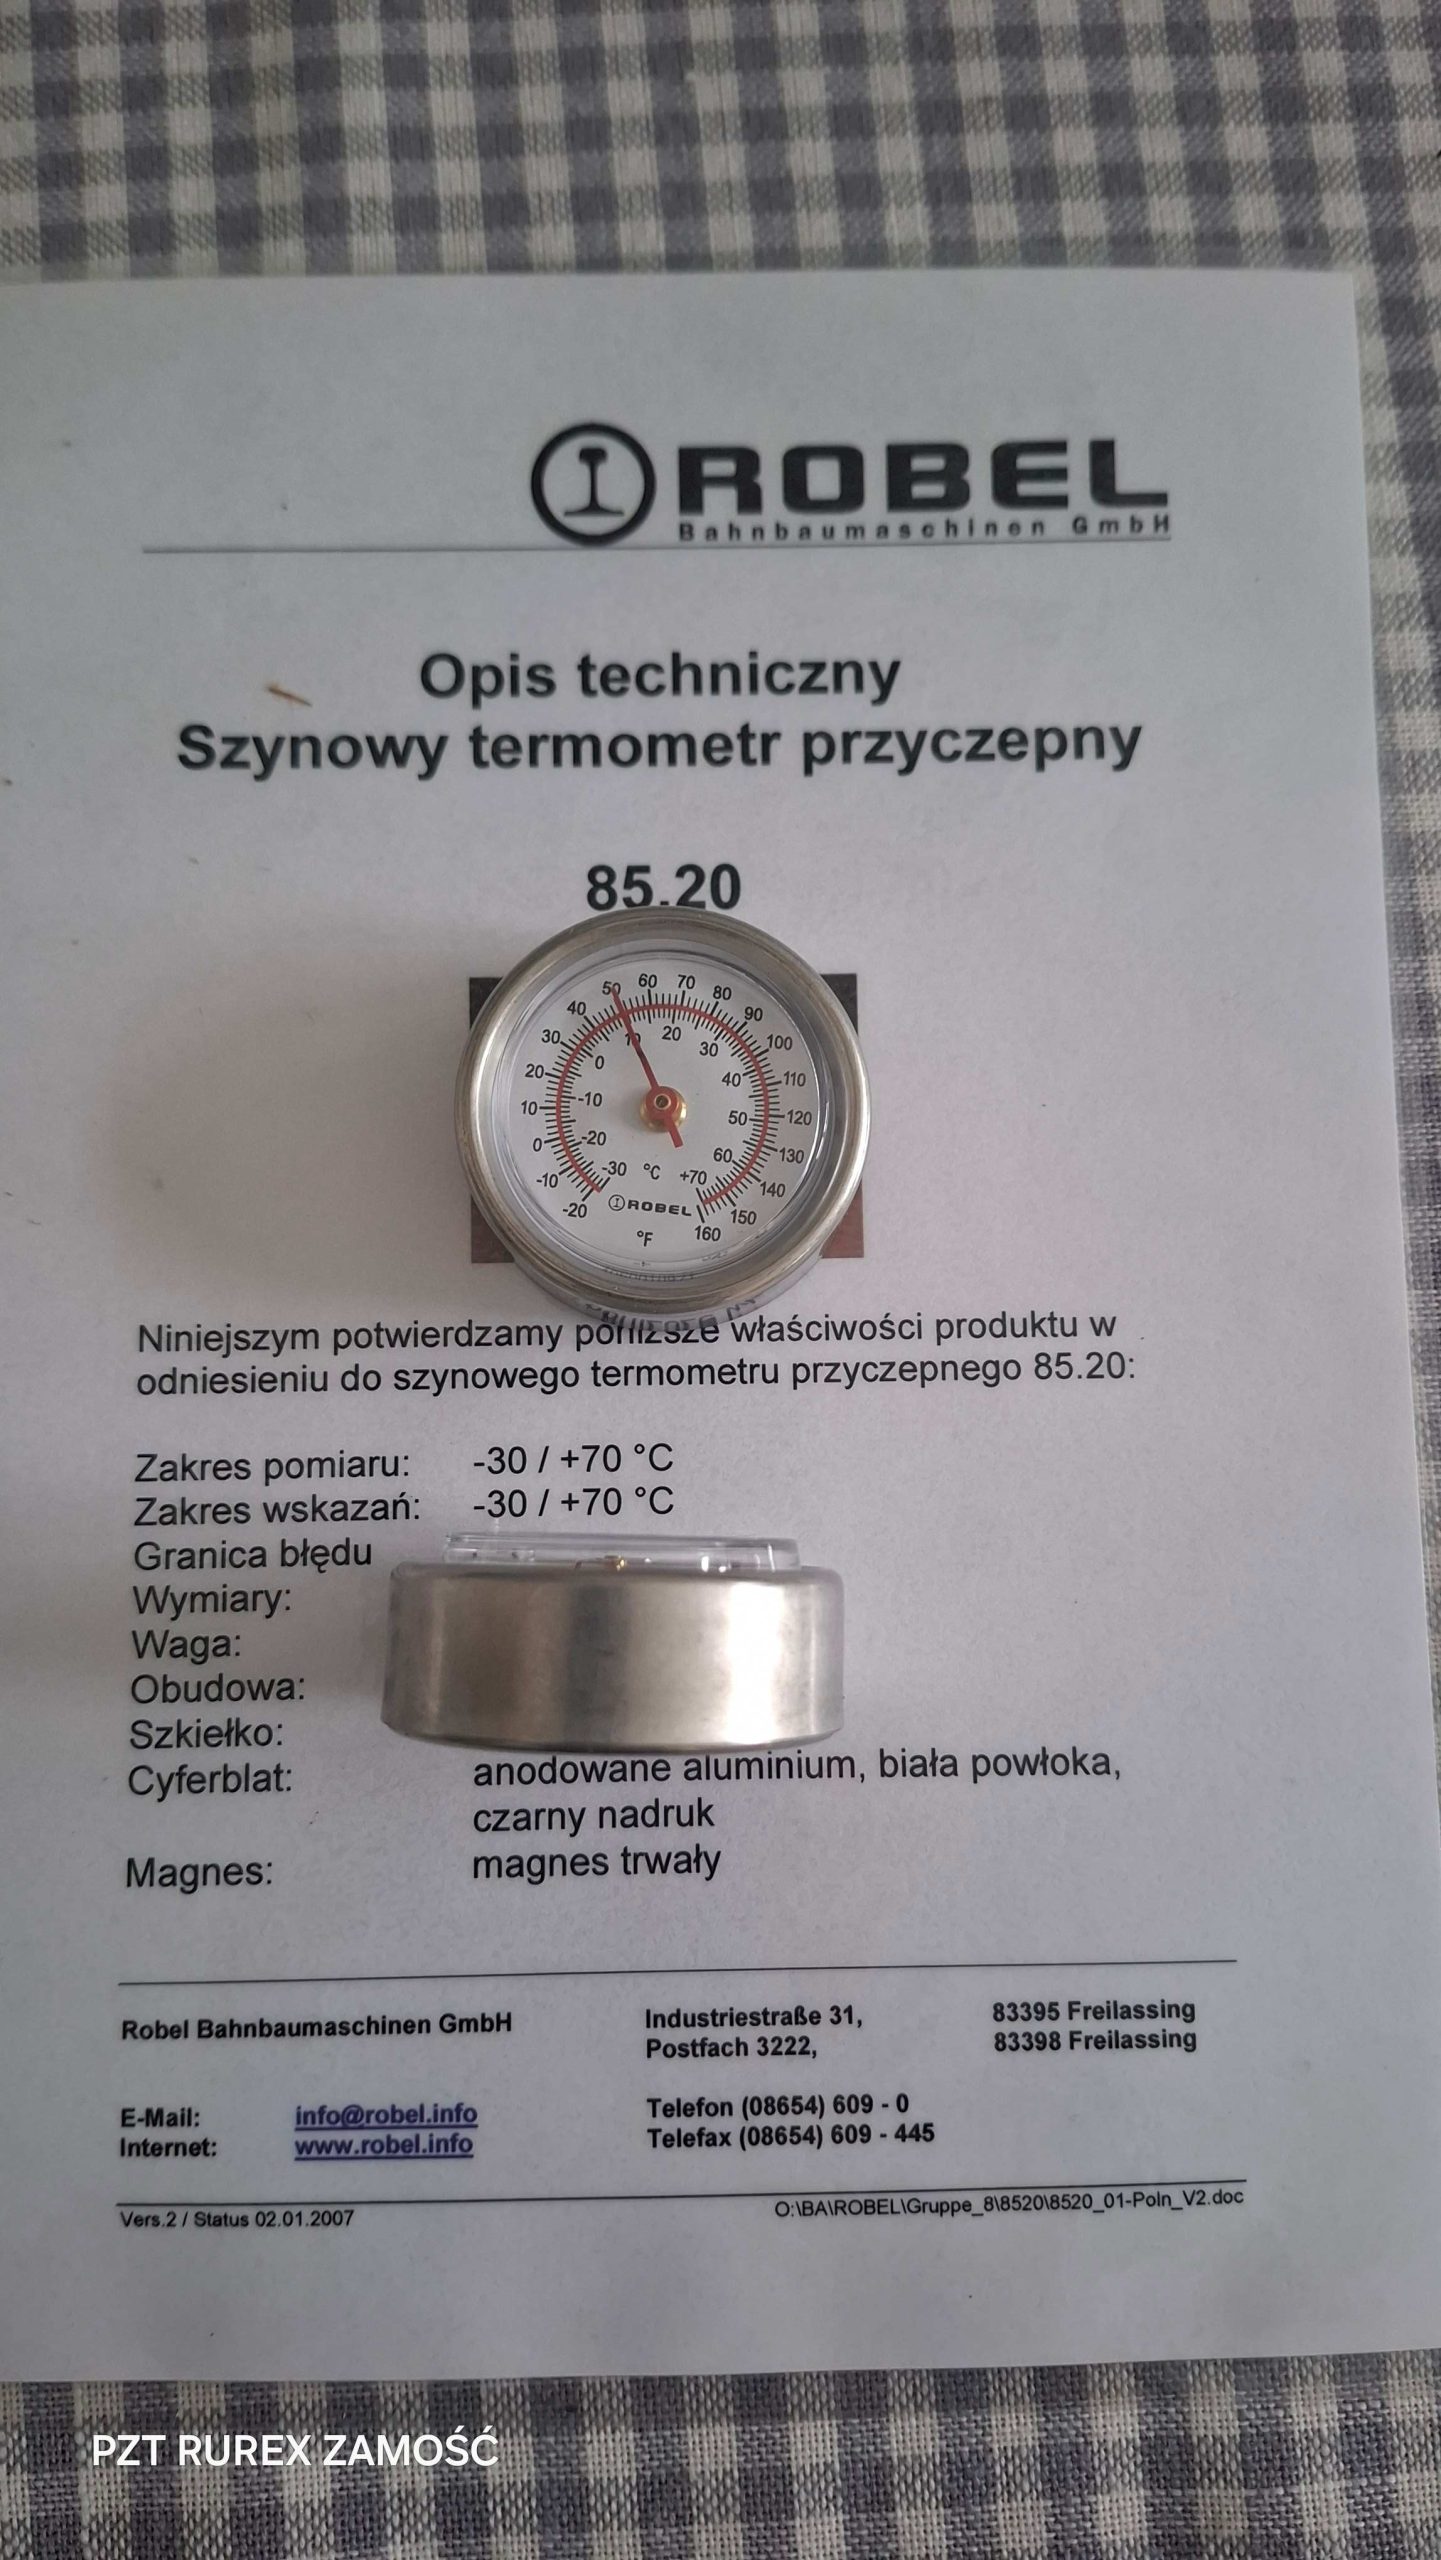 ROBEL
Bahnbaumaschinen GmbH
Opis techniczny
Szynowy termometr przyczepny
85.20
50 60 70 80
40 90
30 10 20 30 100
20 0 40 110
10 -10 50 120
0 -20 60 130
-10 -30 °C +70 140
-20 ROBEL 150
°F 160
Niniejszym potwierdzamy poniższe właściwości produktu w
odniesieniu do szynowego termometru przyczepnego 85.20:
Zakres pomiaru: -30 / +70 °C
Zakres wskazań: -30 / +70 °C
Granica błędu
Wymiary:
Waga:
Obudowa:
Szkiełko:
Cyferblat: anodowane aluminium, biała powłoka,
czarny nadruk
Magnes: magnes trwały
Robel Bahnbaumaschinen GmbH Industriestraße 31, 83395 Freilassing
Postfach 3222, 83398 Freilassing
E-Mail: info@robel.info Telefon (08654) 609 - 0
Internet: www.robel.info Telefax (08654) 609 - 445
Vers.2 / Status 02.01.2007 O:\BA\ROBEL\Gruppe_8\8520\8520_01-Poln_V2.doc
PZT RUREX ZAMOŚĆ